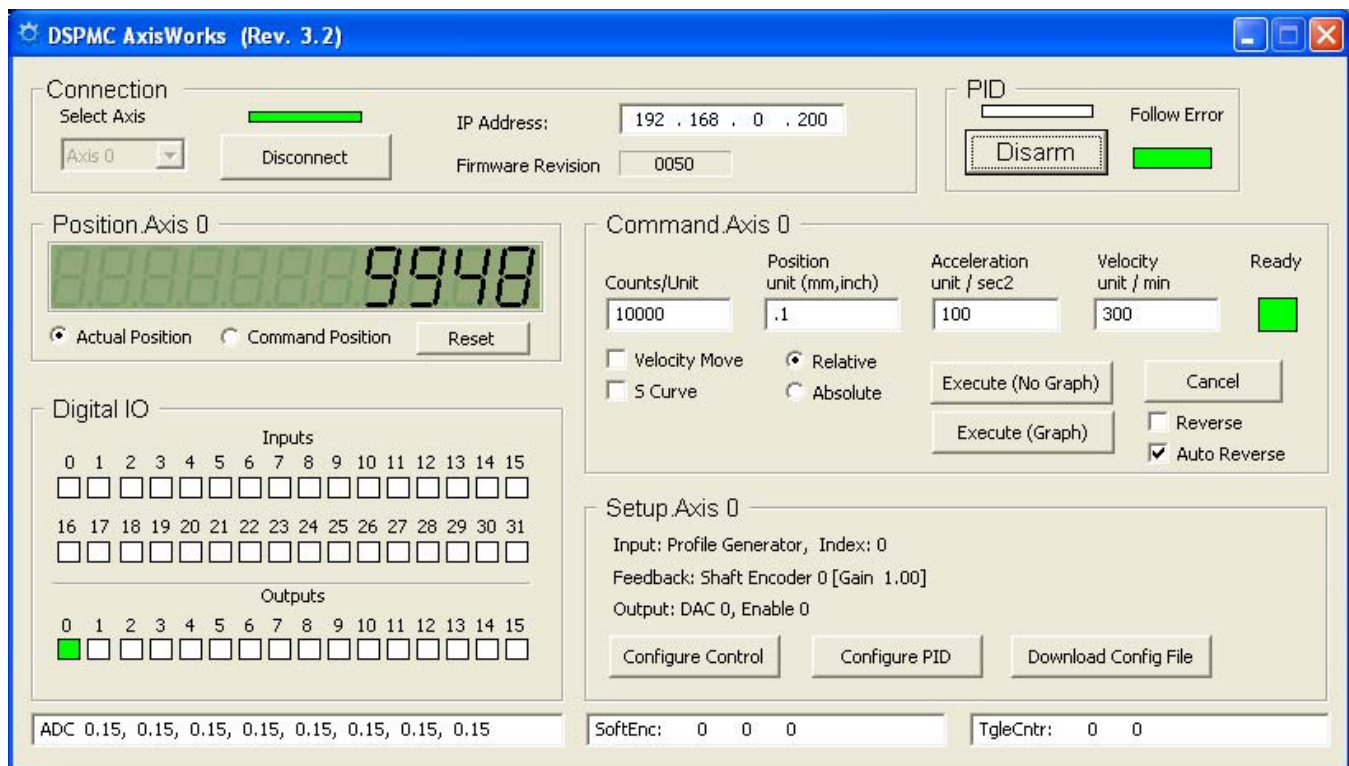 DSPMC AxisWorks (Rev. 3.2)
Connection
Select Axis
Axis 0
Disconnect
IP Address:
192 . 168 . 0 . 200
Firmware Revision
0050
PID
Disarm
Follow Error
Position.Axis 0
9948
Actual Position
Command Position
Reset
Command.Axis 0
Counts/Unit
10000
Position
unit (mm,inch)
.1
Acceleration
unit / sec2
100
Velocity
unit / min
300
Ready
Velocity Move
S Curve
Relative
Absolute
Execute (No Graph)
Execute (Graph)
Cancel
Reverse
Auto Reverse
Digital IO
Inputs
0 1 2 3 4 5 6 7 8 9 10 11 12 13 14 15
16 17 18 19 20 21 22 23 24 25 26 27 28 29 30 31
Outputs
0 1 2 3 4 5 6 7 8 9 10 11 12 13 14 15
Setup.Axis 0
Input: Profile Generator, Index: 0
Feedback: Shaft Encoder 0 [Gain 1.00]
Output: DAC 0, Enable 0
Configure Control
Configure PID
Download Config File
ADC 0.15, 0.15, 0.15, 0.15, 0.15, 0.15, 0.15, 0.15
SoftEnc: 0 0 0
TgleCntr: 0 0